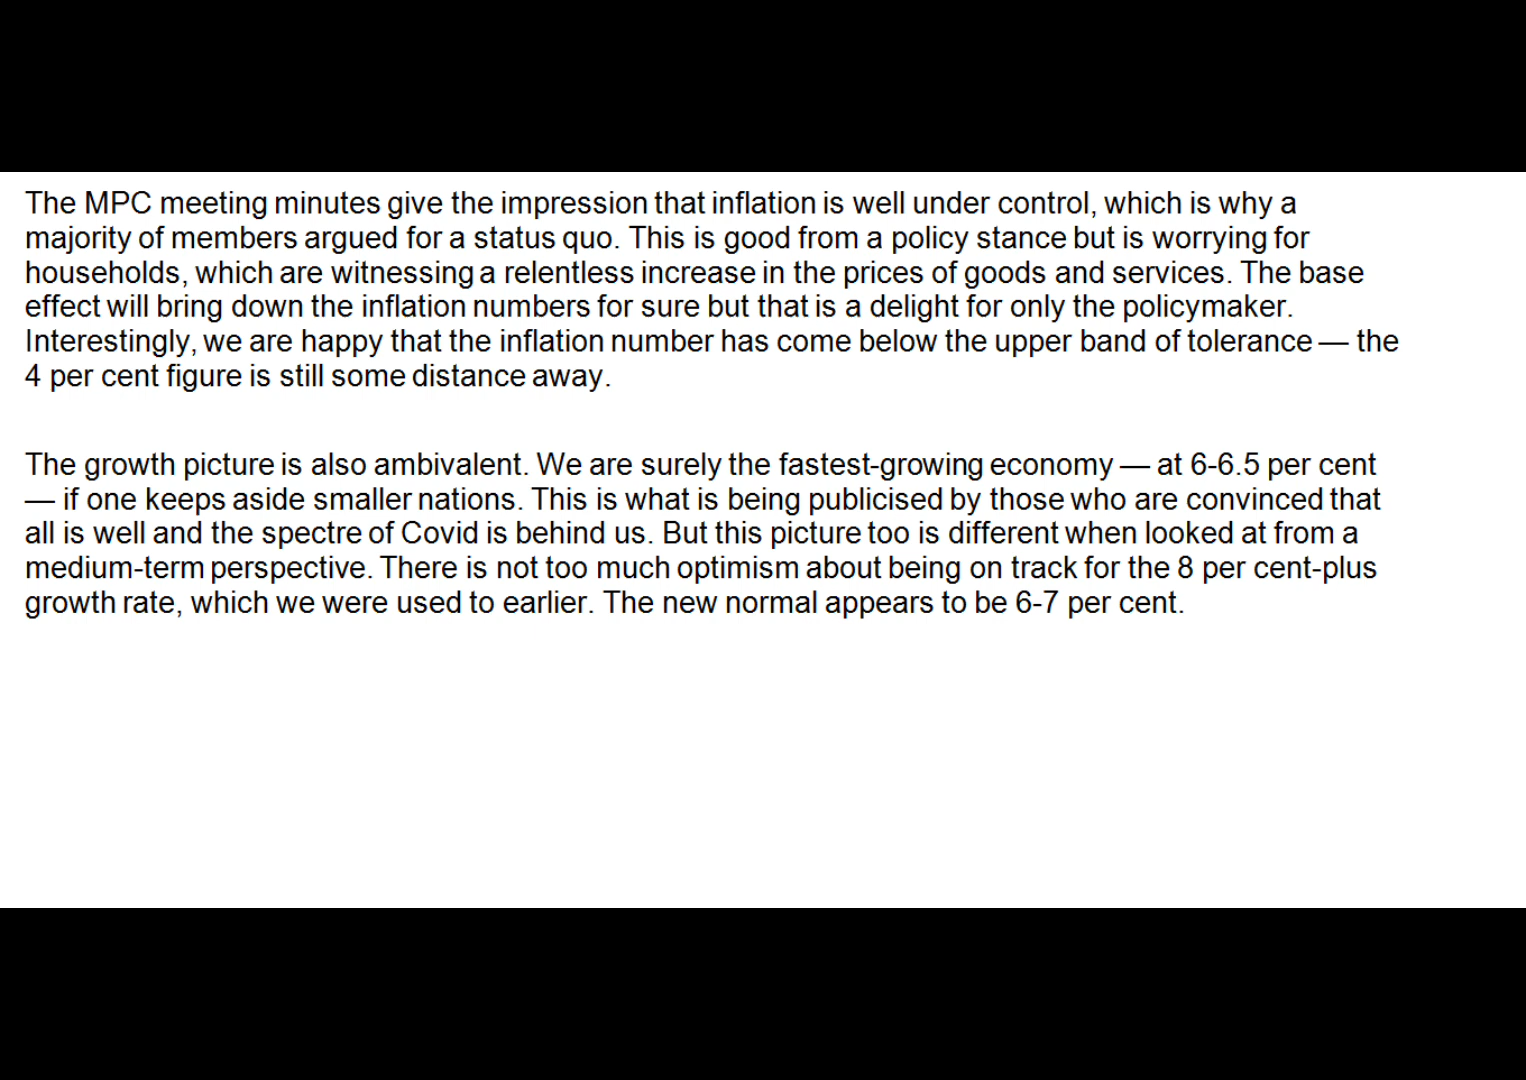 The MPC meeting minutes give the impression that inflation is well under control, which is why a
majority of members argued for a status quo. This is good from a policy stance but is worrying for
households, which are witnessing a relentless increase in the prices of goods and services. The base
effect will bring down the inflation numbers for sure but that is a delight for only the policymaker.
Interestingly, we are happy that the inflation number has come below the upper band of tolerance — the
4 per cent figure is still some distance away.
The growth picture is also ambivalent. We are surely the fastest-growing economy — at 6-6.5 per cent
— if one keeps aside smaller nations. This is what is being publicised by those who are convinced that
all is well and the spectre of Covid is behind us. But this picture too is different when looked at from a
medium-term perspective. There is not too much optimism about being on track for the 8 per cent-plus
growth rate, which we were used to earlier. The new normal appears to be 6-7 per cent.